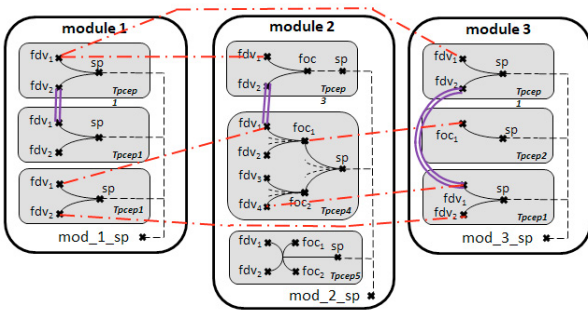 module 1
fdv1
sp
fdv2
Tpcep
1
fdv1
sp
fdv2
Tpcep1
fdv1
sp
fdv2
Tpcep1
mod_1_sp
module 2
fdv1
foc
sp
fdv2
Tpcep
3
fdv1
foc1
fdv2
sp
fdv3
foc2
fdv4
Tpcep4
fdv1
foc1
sp
fdv2
foc2
Tpcep5
mod_2_sp
module 3
fdv1
sp
fdv2
Tpcep
1
foc1
sp
Tpcep2
fdv1
sp
fdv2
Tpcep1
mod_3_sp